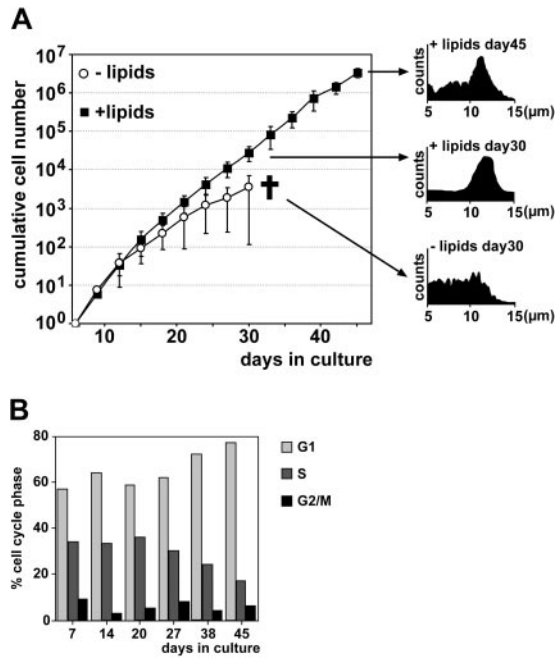 A
cumulative cell number
10⁷
10⁶
10⁵
10⁴
10³
10²
10¹
10⁰
- lipids
+lipids
10 20 30 40
days in culture
+ lipids day45
counts
5 10 15(μm)
+ lipids day30
counts
5 10 15(μm)
- lipids day30
counts
5 10 15(μm)
B
% cell cycle phase
80
60
40
20
0
7 14 20 27 38 45
days in culture
G1
S
G2/M